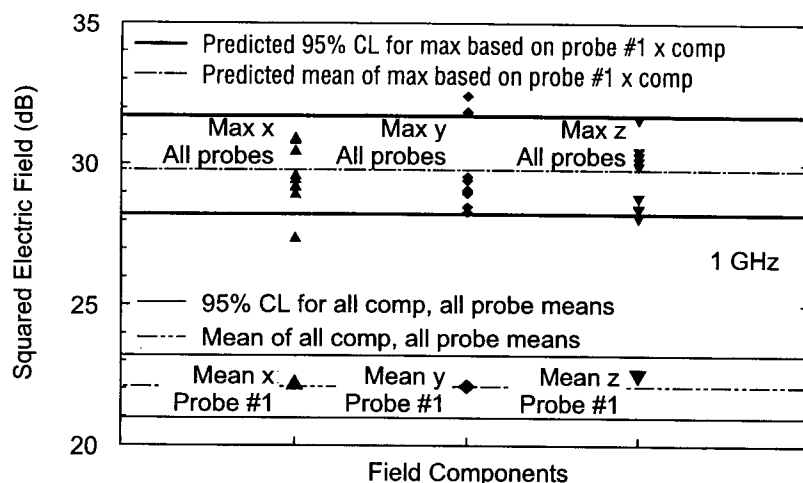 35
Predicted 95% CL for max based on probe #1 x comp
Predicted mean of max based on probe #1 x comp
Max x
All probes
Max y
All probes
Max z
All probes
30
1 GHz
25
95% CL for all comp, all probe means
Mean of all comp, all probe means
Mean x
Probe #1
Mean y
Probe #1
Mean z
Probe #1
20
Squared Electric Field (dB)
Field Components